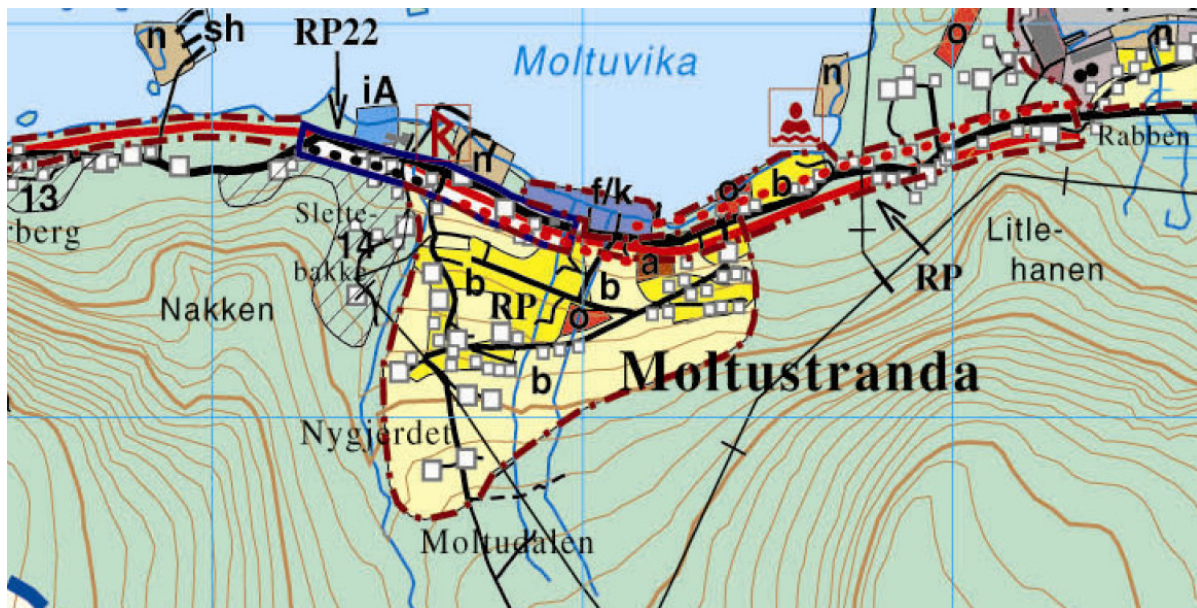 n
sh
RP22
Moltuvika
n
o
n
iA
R
n
Rabben
13
rberg
f/k
o
b
Slette-
bakke
14
a
Litle-
hanen
Nakken
b
RP
b
RP
o
Moltustranda
b
Nygjerdet
Moltudalen